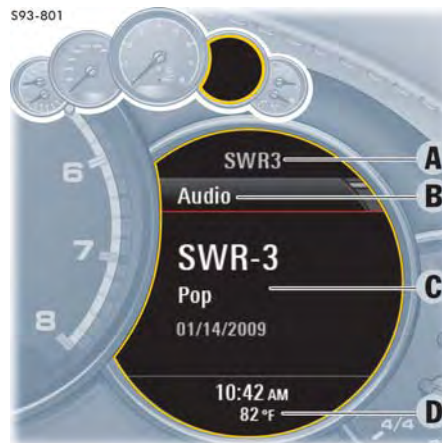 S93-801
SWR3
A
Audio
B
6
SWR-3
C
Pop
7
01/14/2009
8
10:42 AM
82 °F
D
4/4